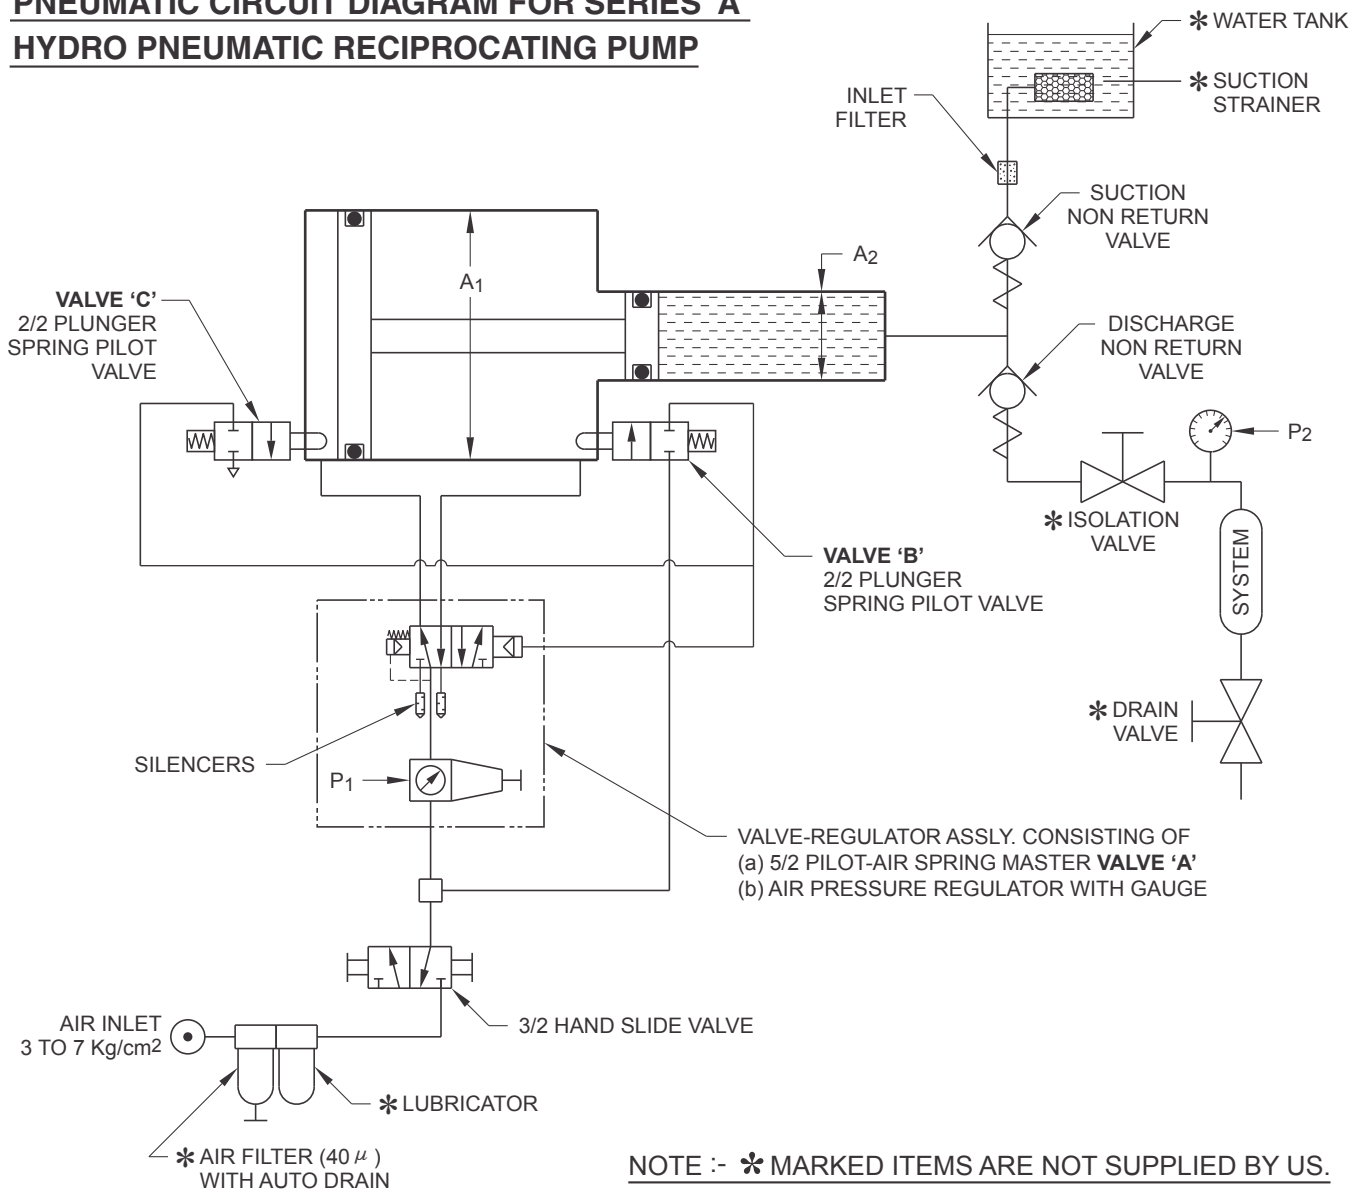 PNEUMATIC CIRCUIT DIAGRAM FOR SERIES 'A'
HYDRO PNEUMATIC RECIPROCATING PUMP
✻ WATER TANK
✻ SUCTION
STRAINER
INLET
FILTER
SUCTION
NON RETURN
VALVE
A2
A1
VALVE ‘C’
2/2 PLUNGER
SPRING PILOT
VALVE
DISCHARGE
NON RETURN
VALVE
P2
✻ ISOLATION
VALVE
VALVE ‘B’
2/2 PLUNGER
SPRING PILOT VALVE
SYSTEM
✻ DRAIN
VALVE
SILENCERS
P1
VALVE-REGULATOR ASSLY. CONSISTING OF
(a) 5/2 PILOT-AIR SPRING MASTER VALVE ‘A’
(b) AIR PRESSURE REGULATOR WITH GAUGE
3/2 HAND SLIDE VALVE
AIR INLET
3 TO 7 Kg/cm2
✻ LUBRICATOR
✻ AIR FILTER (40 μ )
WITH AUTO DRAIN
NOTE :- ✻ MARKED ITEMS ARE NOT SUPPLIED BY US.